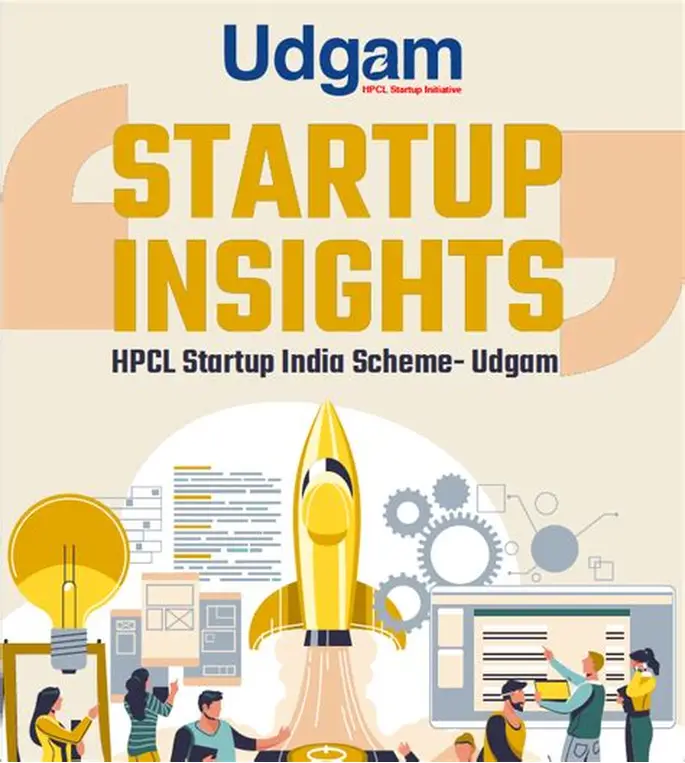 Udgam
HPCL Startup Initiative
STARTUP
INSIGHTS
HPCL Startup India Scheme- Udgam